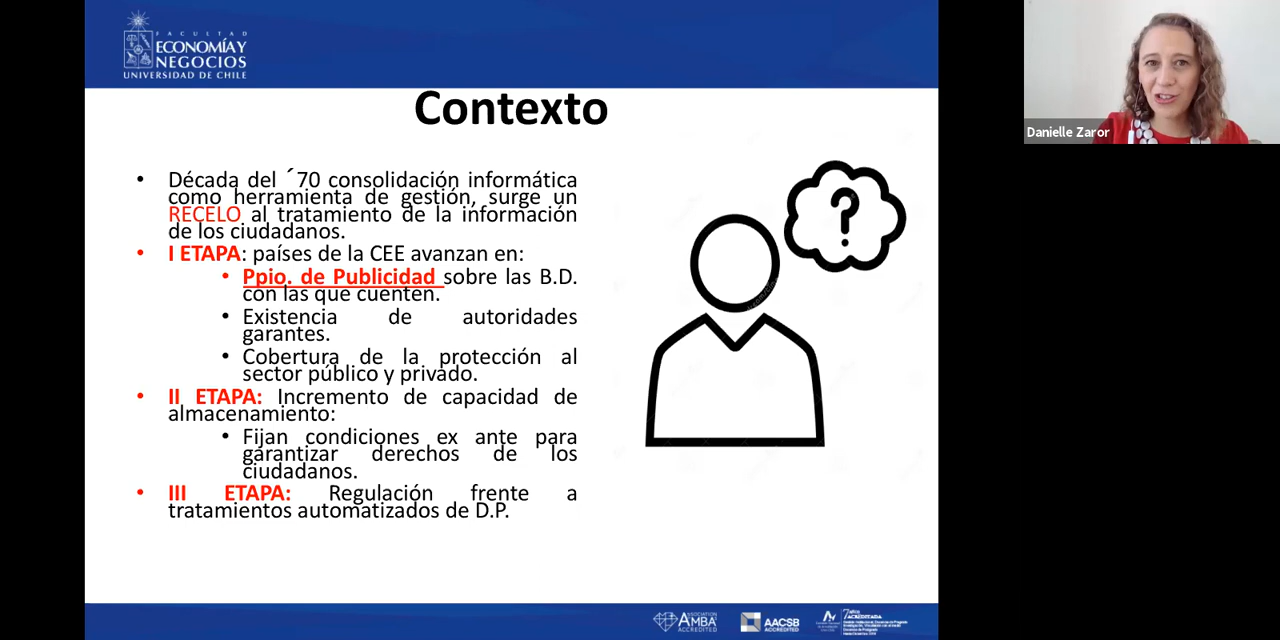 FACULTAD
ECONOMÍA Y
NEGOCIOS
UNIVERSIDAD DE CHILE
Contexto
• Década del ´70 consolidación informática
como herramienta de gestión, surge un
RECELO al tratamiento de la información
de los ciudadanos.
• I ETAPA: países de la CEE avanzan en:
• Ppio. de Publicidad sobre las B.D.
con las que cuenten.
• Existencia de autoridades
garantes.
• Cobertura de la protección al
sector público y privado.
• II ETAPA: Incremento de capacidad de
almacenamiento:
• Fijan condiciones ex ante para
garantizar derechos de los
ciudadanos.
• III ETAPA: Regulación frente a
tratamientos automatizados de D.P.
?
Danielle Zaror
ASSOCIATION
AMBA
ACCREDITED
AACSB
ACCREDITED
7 años
ACREDITADA